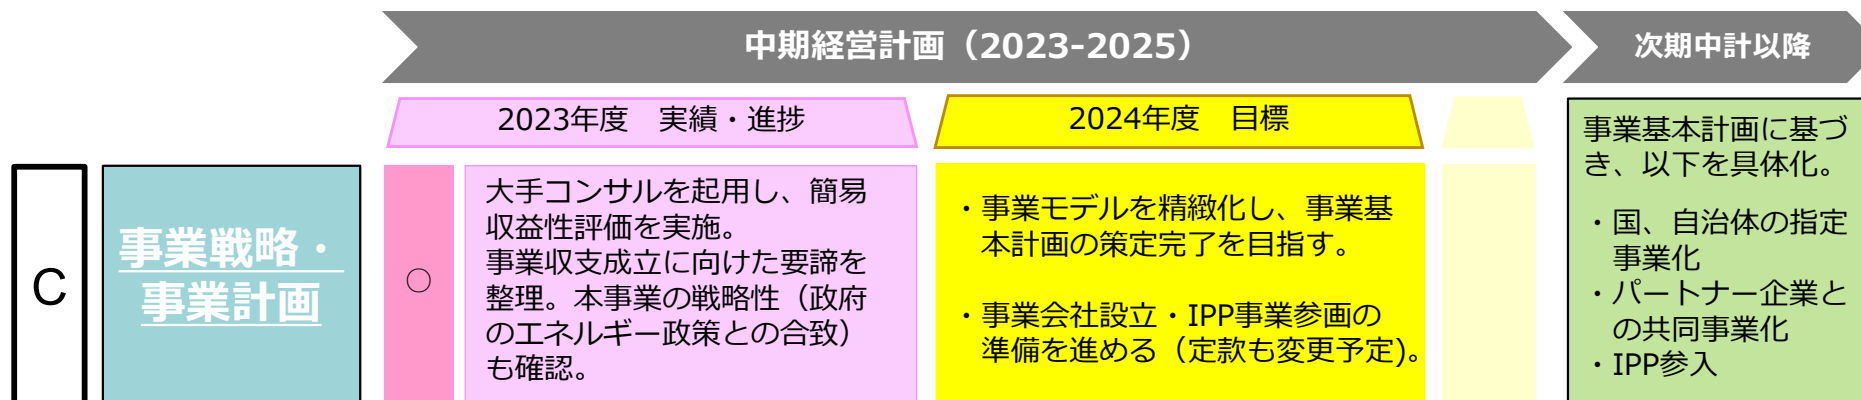 中期経営計画（2023-2025）
次期中計以降
2023年度　実績・進捗
2024年度　目標
C
事業戦略・
事業計画
○
大手コンサルを起用し、簡易
収益性評価を実施。
事業収支成立に向けた要諦を
整理。本事業の戦略性（政府
のエネルギー政策との合致）
も確認。
・事業モデルを精緻化し、事業基
本計画の策定完了を目指す。
・事業会社設立・IPP事業参画の
準備を進める（定款も変更予定)。
事業基本計画に基づ
き、以下を具体化。
・国、自治体の指定
事業化
・パートナー企業と
の共同事業化
・IPP参入